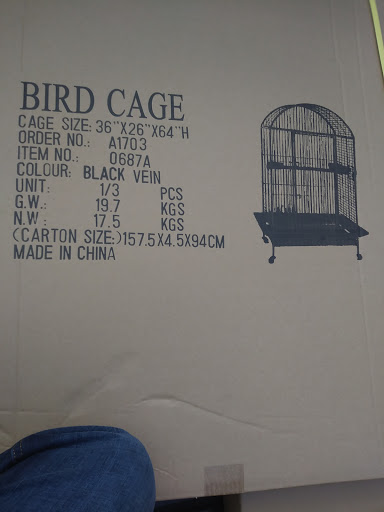 BIRD CAGE
CAGE SIZE: 36"X26"X64"H
ORDER NO.: A1703
ITEM NO.: 0687A
COLOUR: BLACK VEIN
UNIT: 1/3 PCS
G.W.: 19.7 KGS
N.W: 17.5 KGS
(CARTON SIZE:)157.5X4.5X94CM
MADE IN CHINA